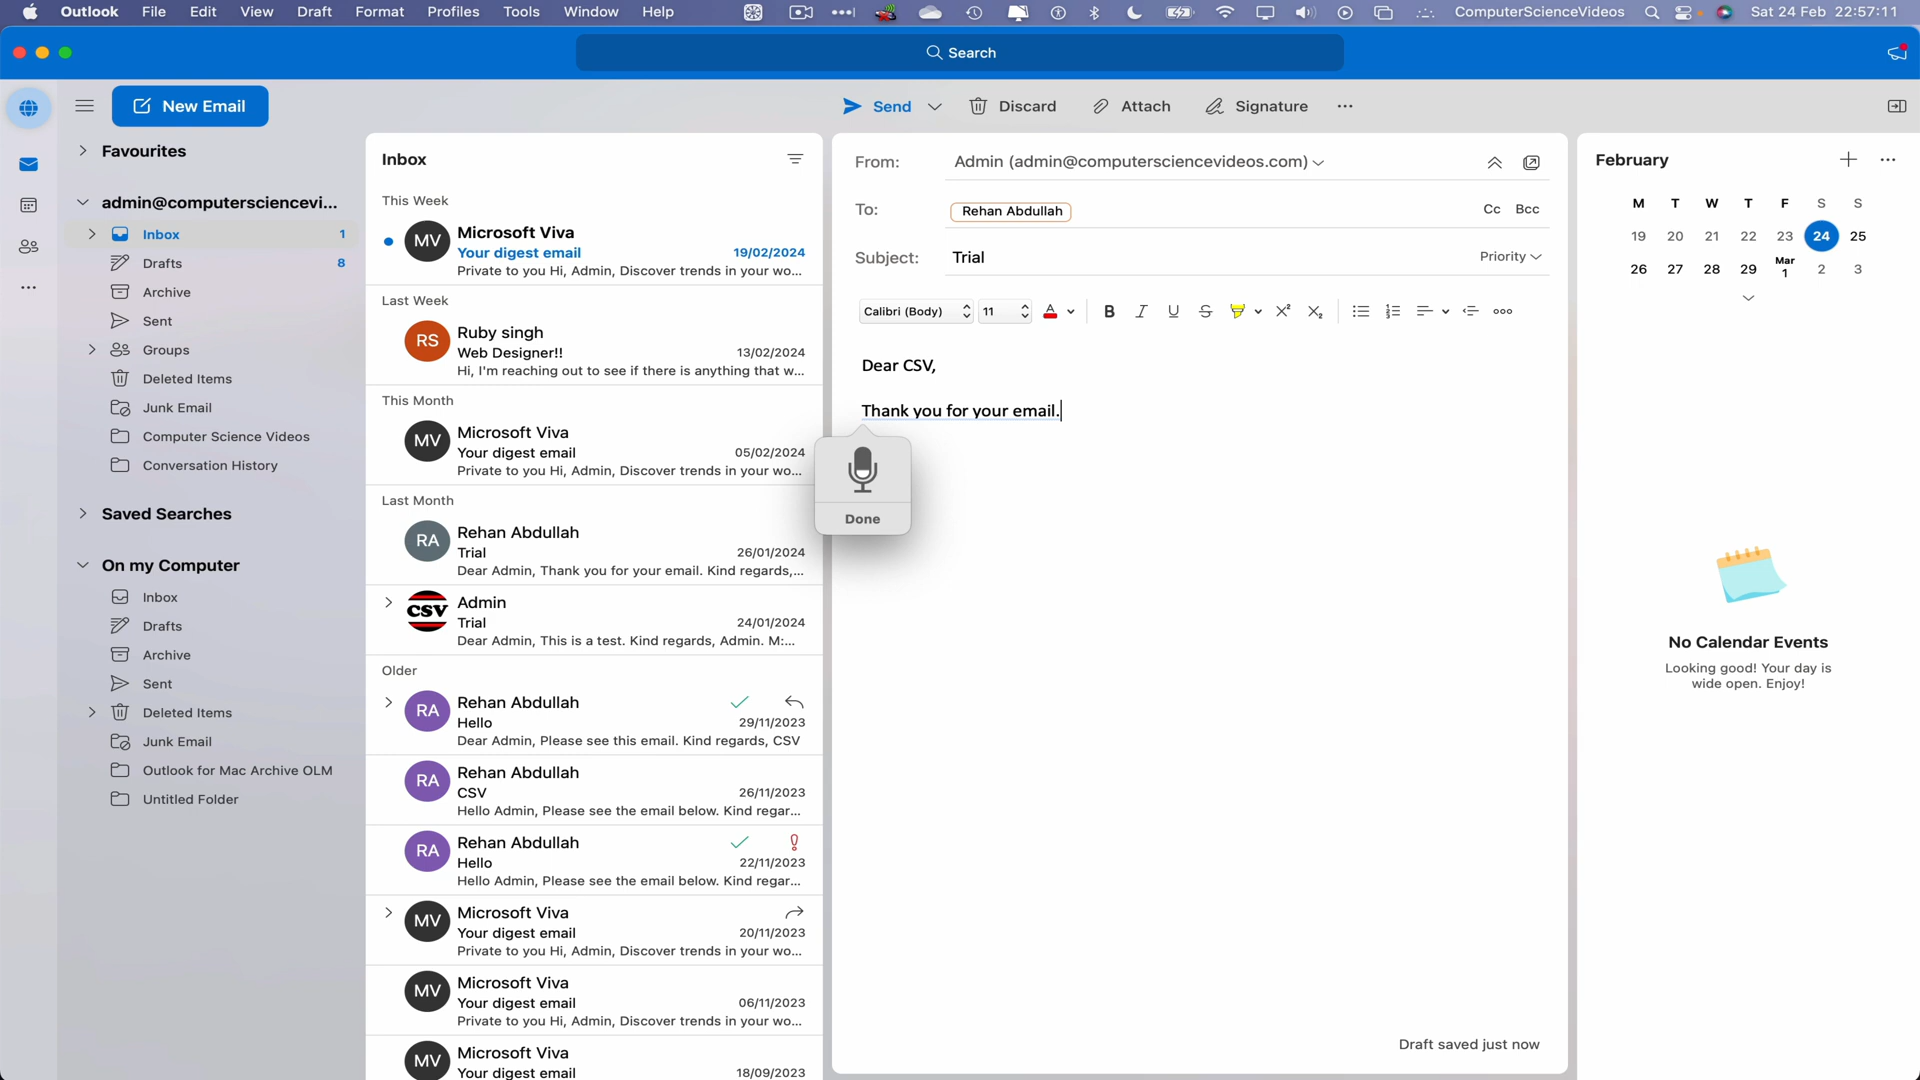 Outlook File Edit View Draft Format Profiles Tools Window Help ComputerScienceVideos Sat 24 Feb 22:57:11
Search
New Email
Send Discard Attach Signature
Favourites
admin@computersciencevi...
Inbox 1
Drafts 8
Archive
Sent
Groups
Deleted Items
Junk Email
Computer Science Videos
Conversation History
Saved Searches
On my Computer
Inbox
Drafts
Archive
Sent
Deleted Items
Junk Email
Outlook for Mac Archive OLM
Untitled Folder
Inbox
This Week
MV
Microsoft Viva
Your digest email 19/02/2024
Private to you Hi, Admin, Discover trends in your wo...
Last Week
RS
Ruby singh
Web Designer!! 13/02/2024
Hi, I'm reaching out to see if there is anything that w...
This Month
MV
Microsoft Viva
Your digest email 05/02/2024
Private to you Hi, Admin, Discover trends in your wo...
Last Month
RA
Rehan Abdullah
Trial 26/01/2024
Dear Admin, Thank you for your email. Kind regards,...
CSV
Admin
Trial 24/01/2024
Dear Admin, This is a test. Kind regards, Admin. M:...
Older
RA
Rehan Abdullah
Hello 29/11/2023
Dear Admin, Please see this email. Kind regards, CSV
RA
Rehan Abdullah
CSV 26/11/2023
Hello Admin, Please see the email below. Kind regar...
RA
Rehan Abdullah
Hello 22/11/2023
Hello Admin, Please see the email below. Kind regar...
MV
Microsoft Viva
Your digest email 20/11/2023
Private to you Hi, Admin, Discover trends in your wo...
MV
Microsoft Viva
Your digest email 06/11/2023
Private to you Hi, Admin, Discover trends in your wo...
MV
Microsoft Viva
Your digest email 18/09/2023
From: Admin (admin@computersciencevideos.com)
To: Rehan Abdullah Cc Bcc
Subject: Trial Priority
Calibri (Body) 11 A B I U S X² X₂
Dear CSV,
Thank you for your email.
Done
Draft saved just now
February
M T W T F S S
19 20 21 22 23 24 25
26 27 28 29 Mar 1 2 3
No Calendar Events
Looking good! Your day is
wide open. Enjoy!